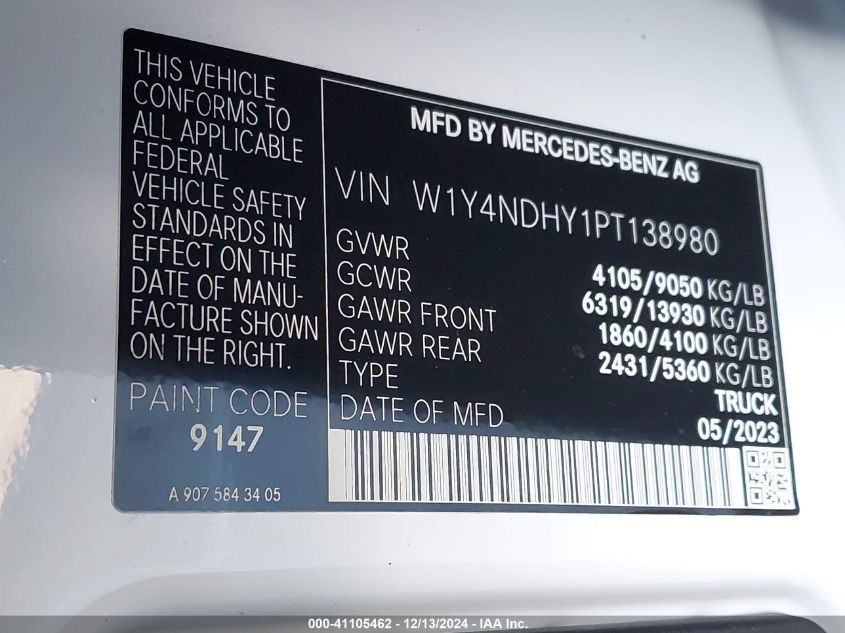 THIS VEHICLE
CONFORMS TO
ALL APPLICABLE
FEDERAL
VEHICLE SAFETY
STANDARDS IN
EFFECT ON THE
DATE OF MANU-
FACTURE SHOWN
ON THE RIGHT.
PAINT CODE
9147
A 907 584 34 05
MFD BY MERCEDES-BENZ AG
VIN W1Y4NDHY1PT138980
GVWR 4105/9050 KG/LB
GCWR 6319/13930 KG/LB
GAWR FRONT 1860/4100 KG/LB
GAWR REAR 2431/5360 KG/LB
TYPE TRUCK
DATE OF MFD 05/2023
000-41105462 - 12/13/2024 - IAA Inc.